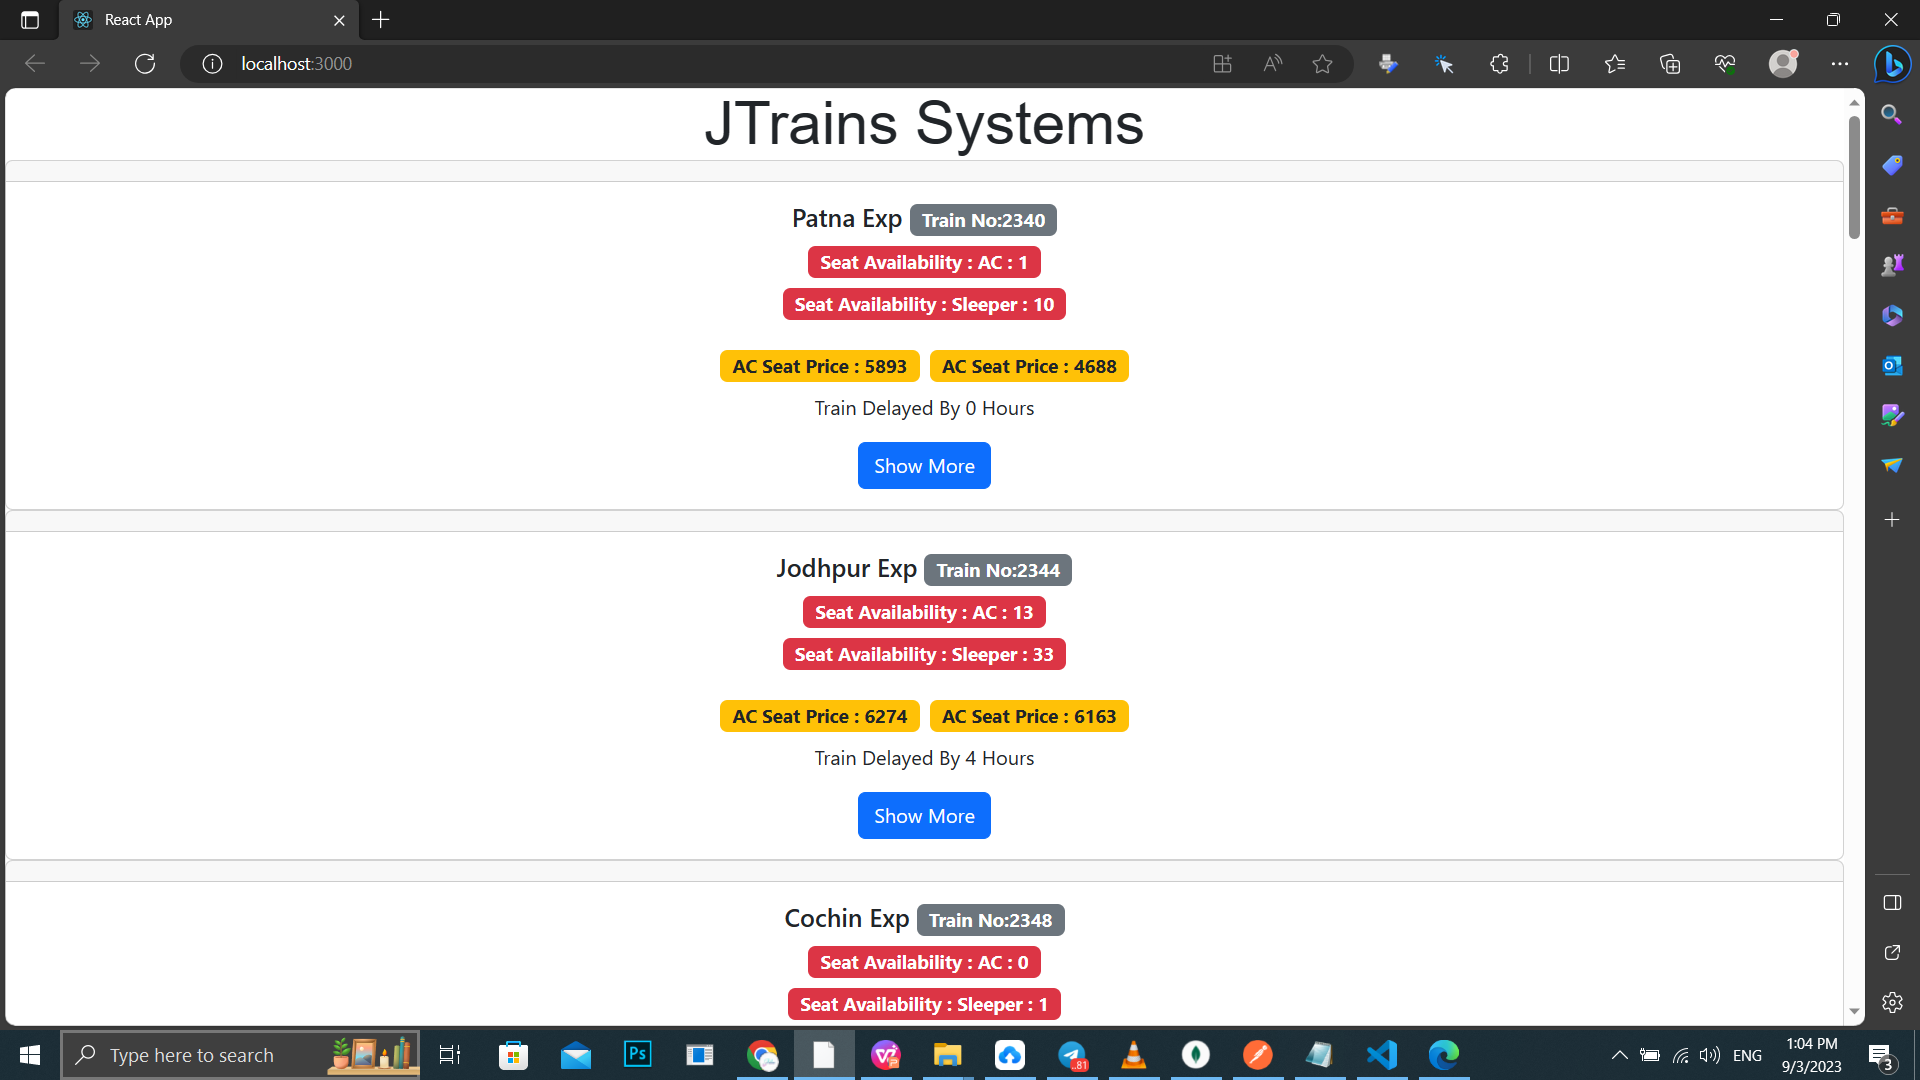 React App
localhost:3000
JTrains Systems
Patna Exp Train No:2340
Seat Availability : AC : 1
Seat Availability : Sleeper : 10
AC Seat Price : 5893 AC Seat Price : 4688
Train Delayed By 0 Hours
Show More
Jodhpur Exp Train No:2344
Seat Availability : AC : 13
Seat Availability : Sleeper : 33
AC Seat Price : 6274 AC Seat Price : 6163
Train Delayed By 4 Hours
Show More
Cochin Exp Train No:2348
Seat Availability : AC : 0
Seat Availability : Sleeper : 1
Type here to search
Ps
81
ENG
1:04 PM
9/3/2023
3